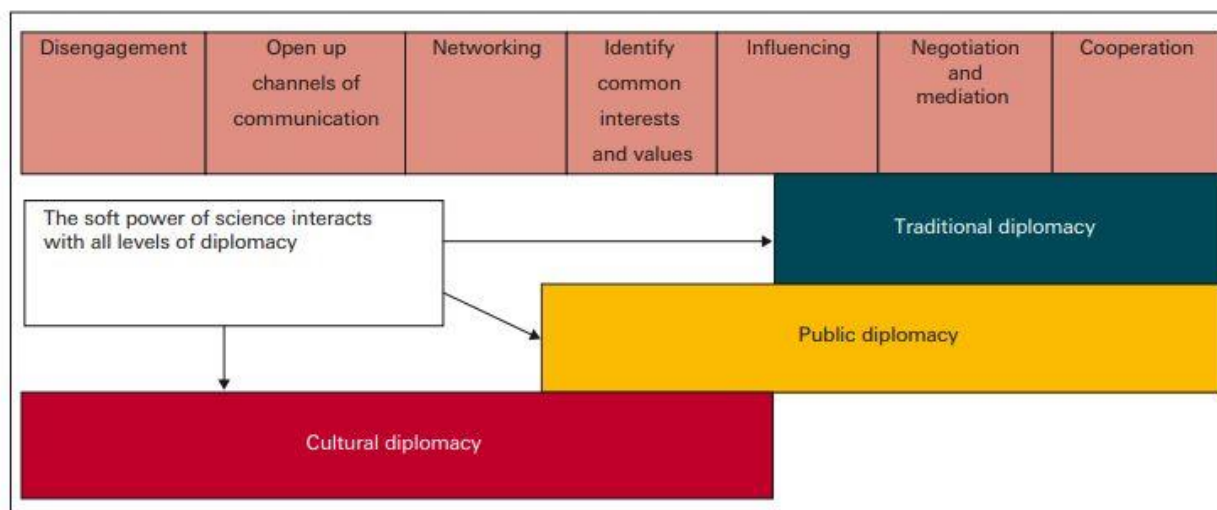 Disengagement
Open up
channels of
communication
Networking
Identify
common
interests
and values
Influencing
Negotiation
and
mediation
Cooperation
The soft power of science interacts
with all levels of diplomacy
Traditional diplomacy
Public diplomacy
Cultural diplomacy